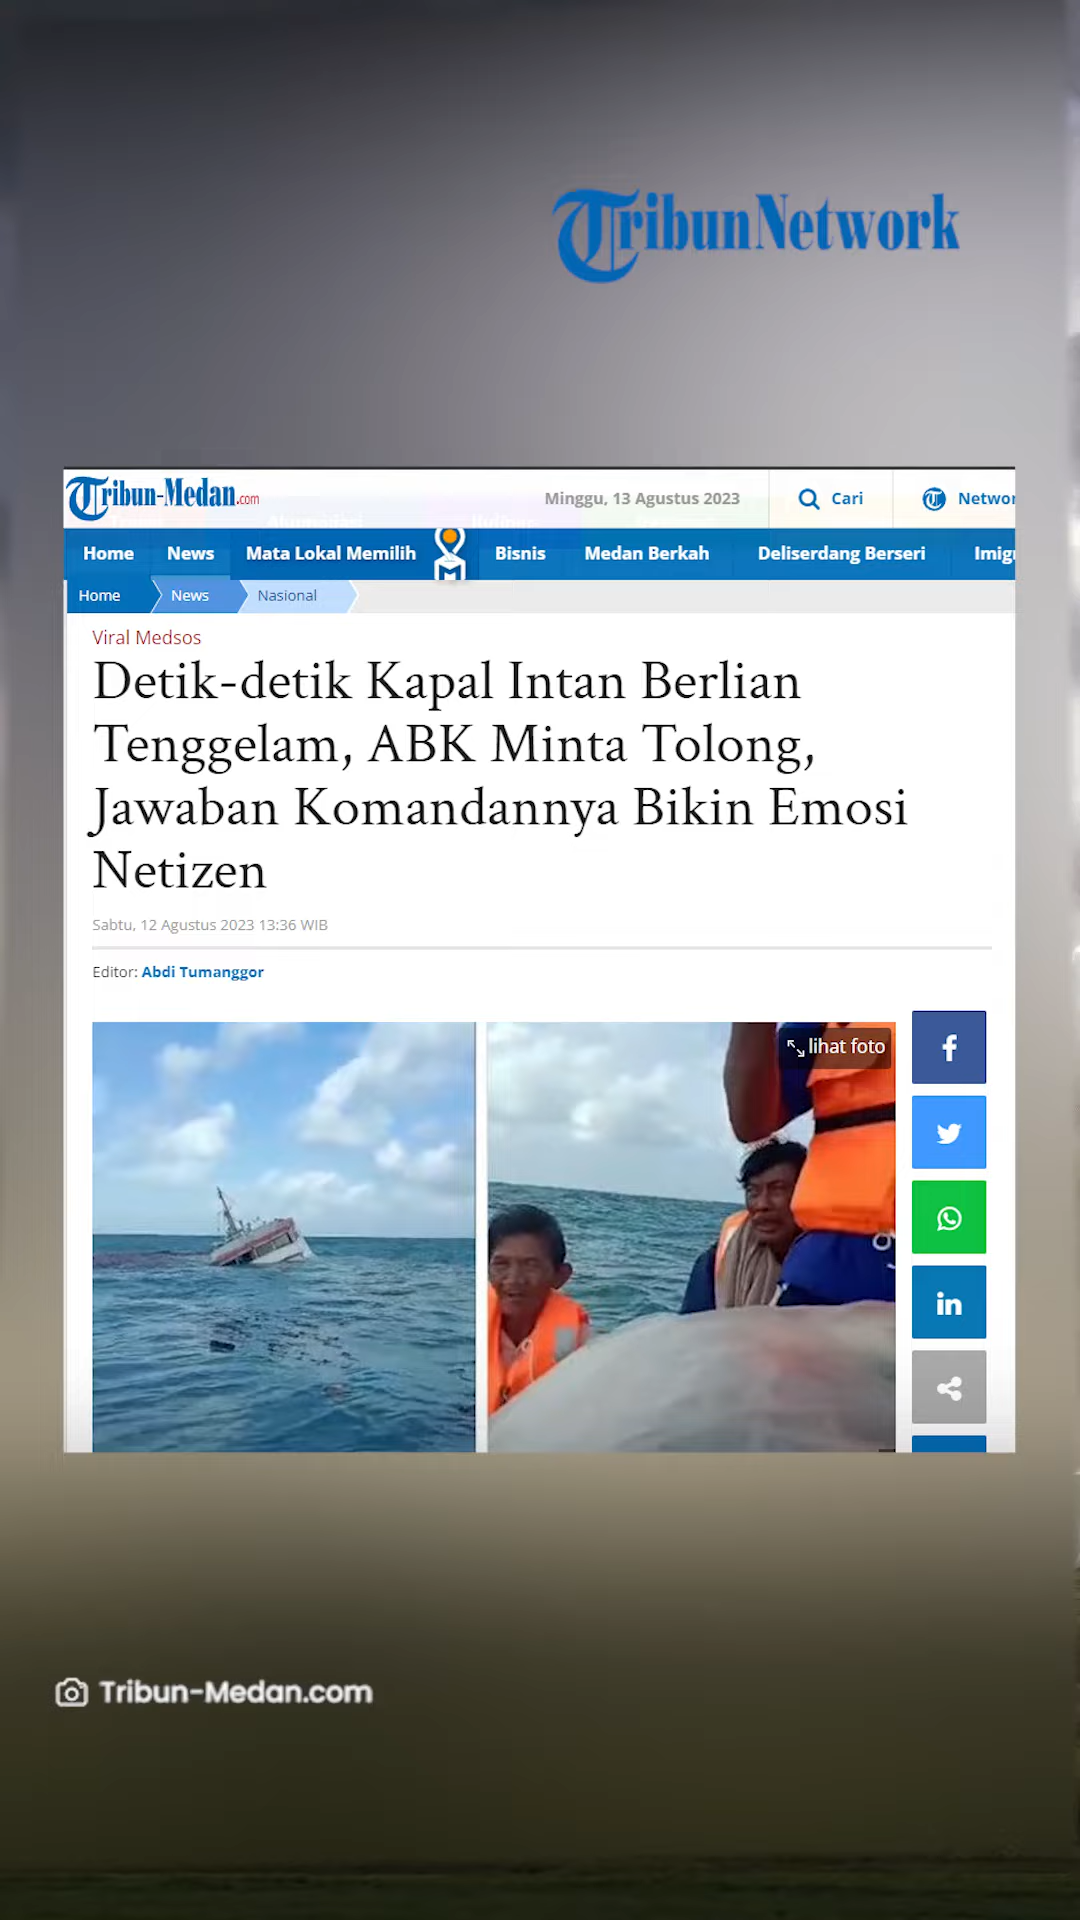 TribunNetwork
Tribun-Medan.com
Minggu, 13 Agustus 2023
Cari
Networ
Home
News
Mata Lokal Memilih
Bisnis
Medan Berkah
Deliserdang Berseri
Imig
Home
News
Nasional
Viral Medsos
Detik-detik Kapal Intan Berlian
Tenggelam, ABK Minta Tolong,
Jawaban Komandannya Bikin Emosi
Netizen
Sabtu, 12 Agustus 2023 13:36 WIB
Editor: Abdi Tumanggor
lihat foto
Tribun-Medan.com